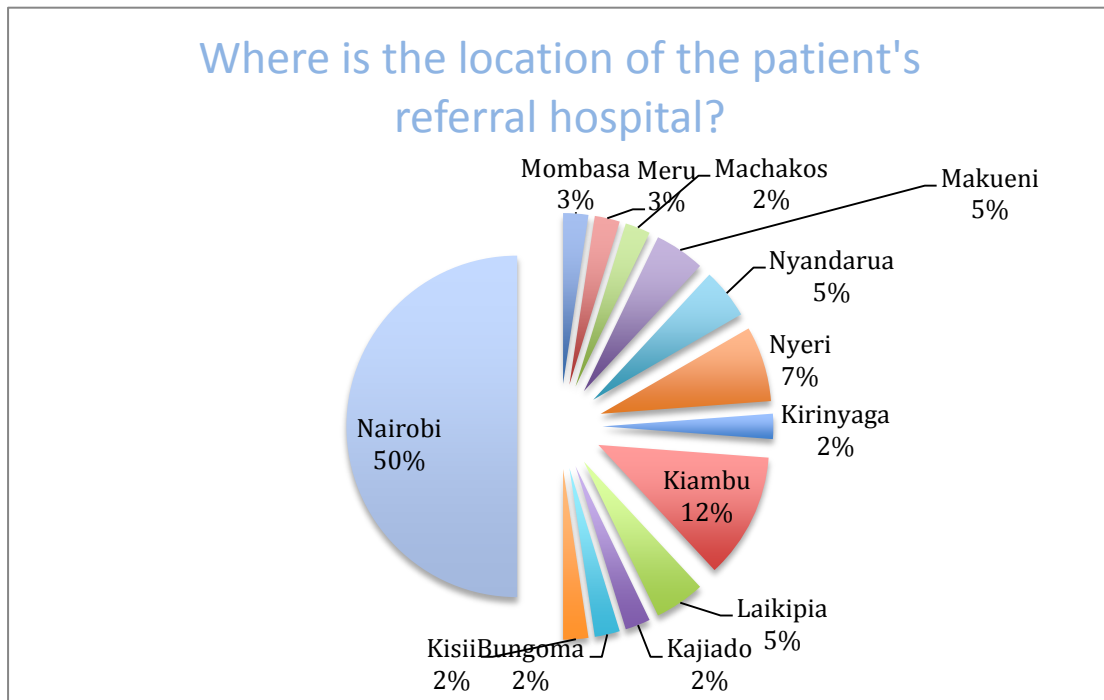 Where is the location of the patient's
referral hospital?
Mombasa
3%
Meru
3%
Machakos
2%
Makueni
5%
Nyandarua
5%
Nyeri
7%
Kirinyaga
2%
Kiambu
12%
Laikipia
5%
Kajiado
2%
Bungoma
2%
Kisii
2%
Nairobi
50%